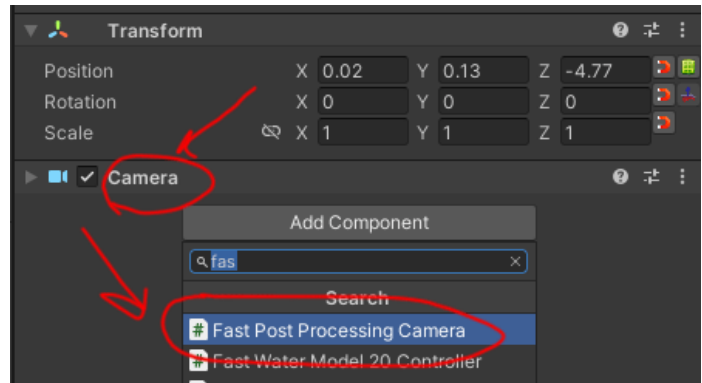 Transform
Position X 0.02 Y 0.13 Z -4.77
Rotation X 0 Y 0 Z 0
Scale X 1 Y 1 Z 1
Camera
Add Component
fas
Search
# Fast Post Processing Camera
# Fast Water Model 20 Controller